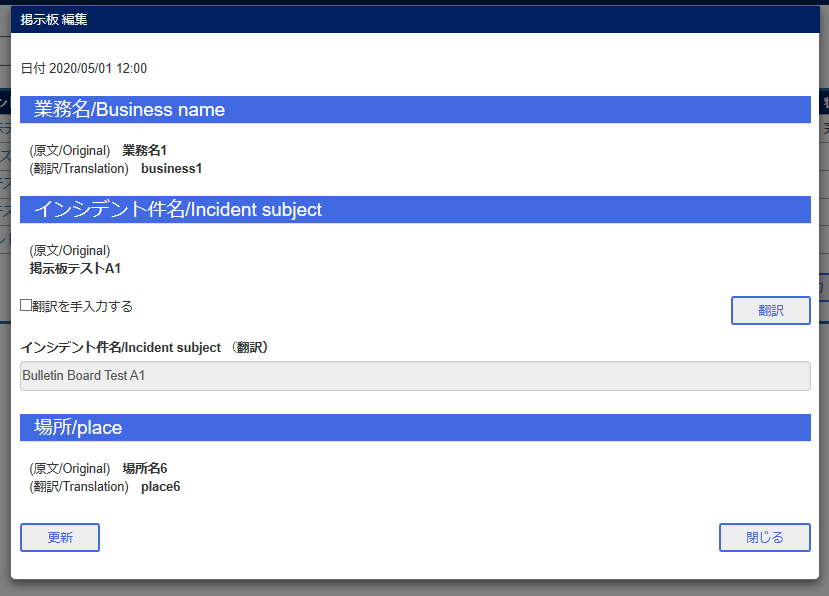 掲示板 編集
日付 2020/05/01 12:00
業務名/Business name
(原文/Original) 業務名1
(翻訳/Translation) business1
インシデント件名/Incident subject
(原文/Original)
掲示板テストA1
翻訳を手入力する
翻訳
インシデント件名/Incident subject （翻訳）
Bulletin Board Test A1
場所/place
(原文/Original) 場所名6
(翻訳/Translation) place6
更新
閉じる